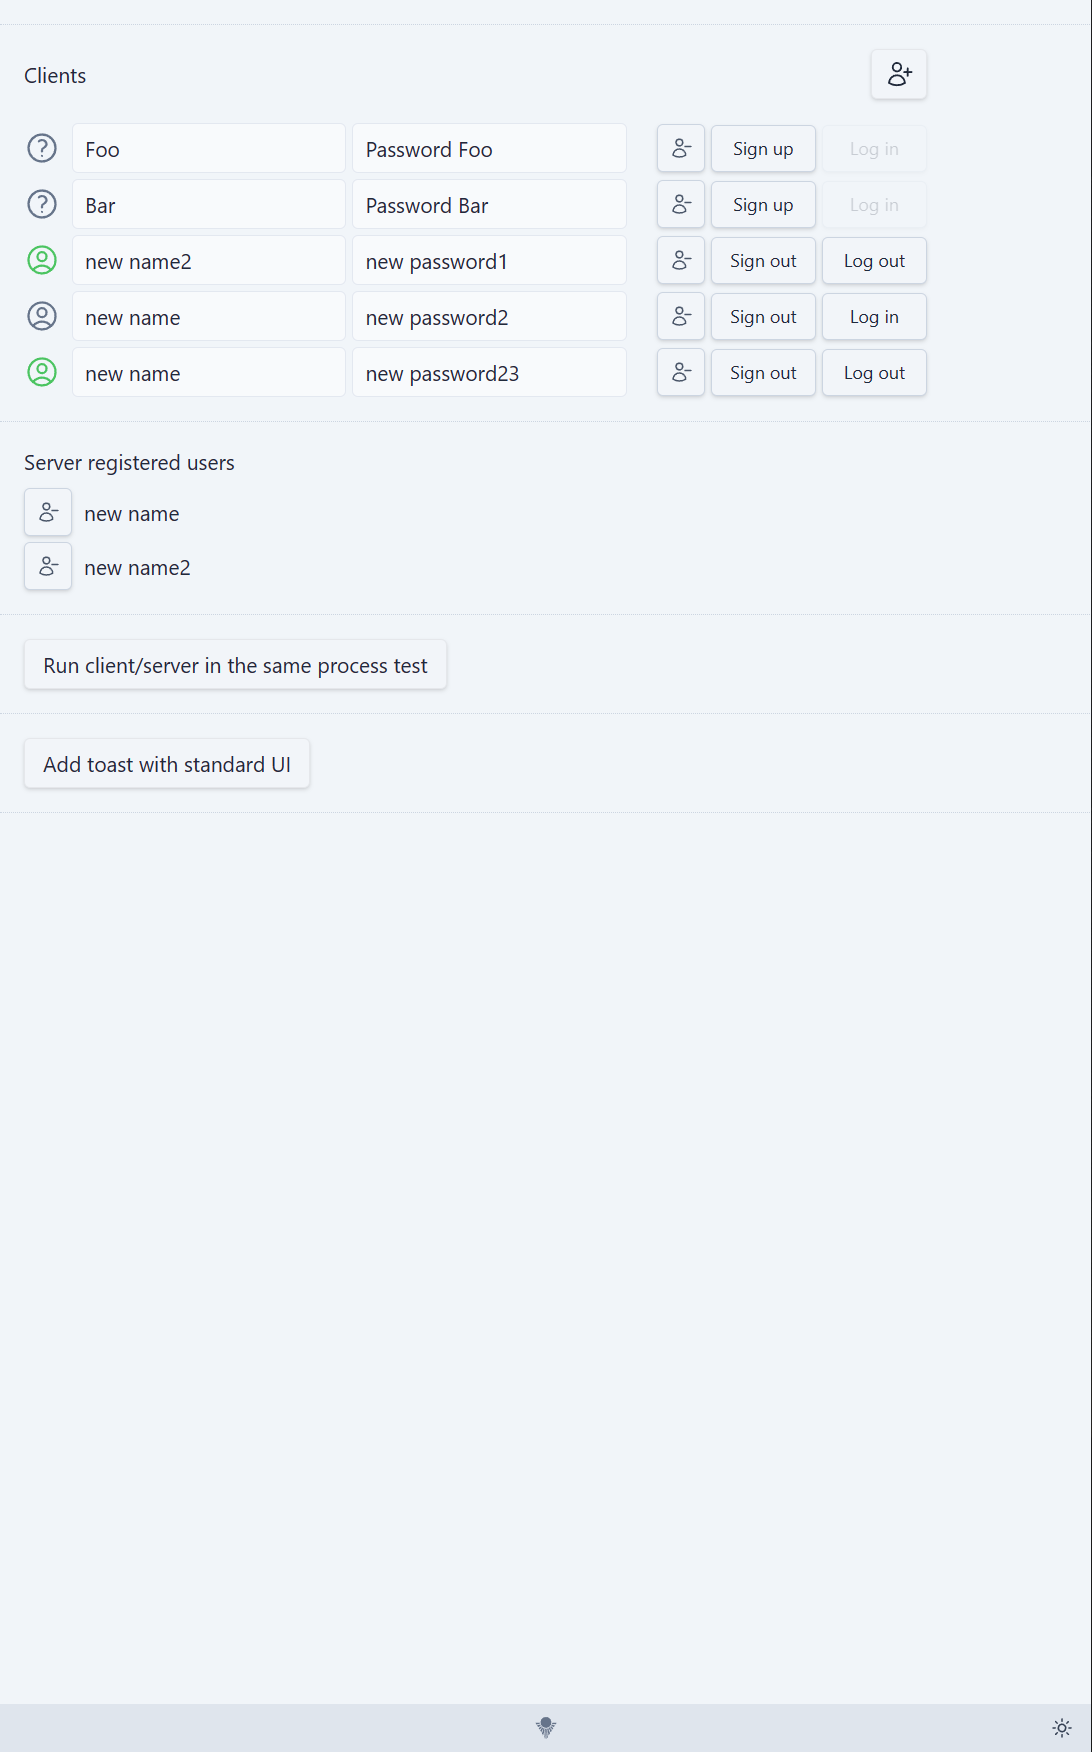 Clients
Foo Password Foo Sign up Log in
Bar Password Bar Sign up Log in
new name2 new password1 Sign out Log out
new name new password2 Sign out Log in
new name new password23 Sign out Log out
Server registered users
new name
new name2
Run client/server in the same process test
Add toast with standard UI